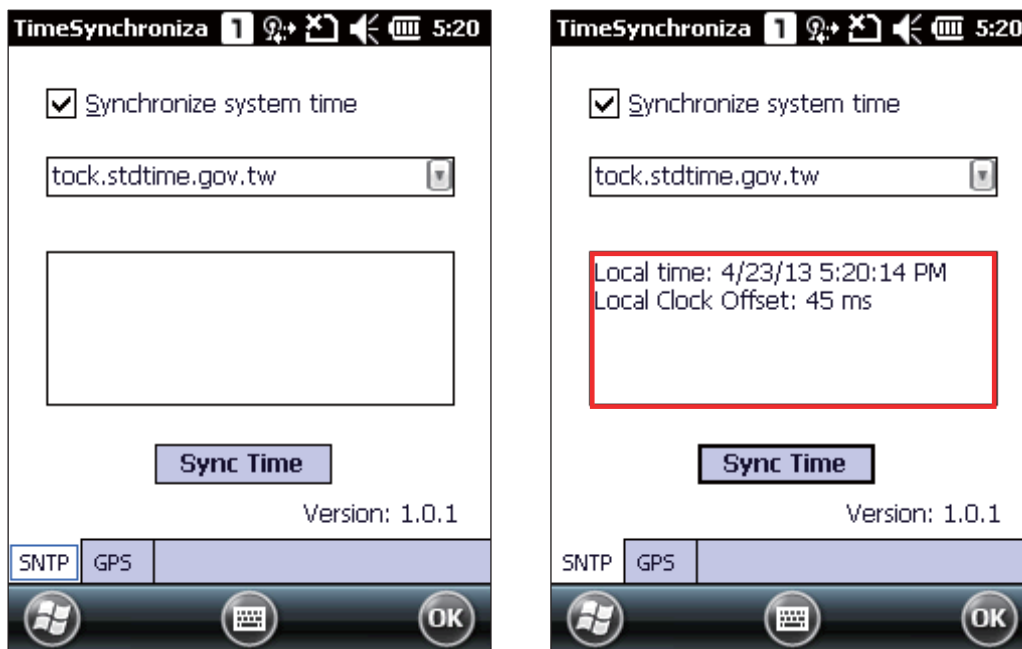 TimeSynchroniza 1 5:20
Synchronize system time
tock.stdtime.gov.tw
Sync Time
Version: 1.0.1
SNTP GPS
OK
TimeSynchroniza 1 5:20
Synchronize system time
tock.stdtime.gov.tw
Local time: 4/23/13 5:20:14 PM
Local Clock Offset: 45 ms
Sync Time
Version: 1.0.1
SNTP GPS
OK